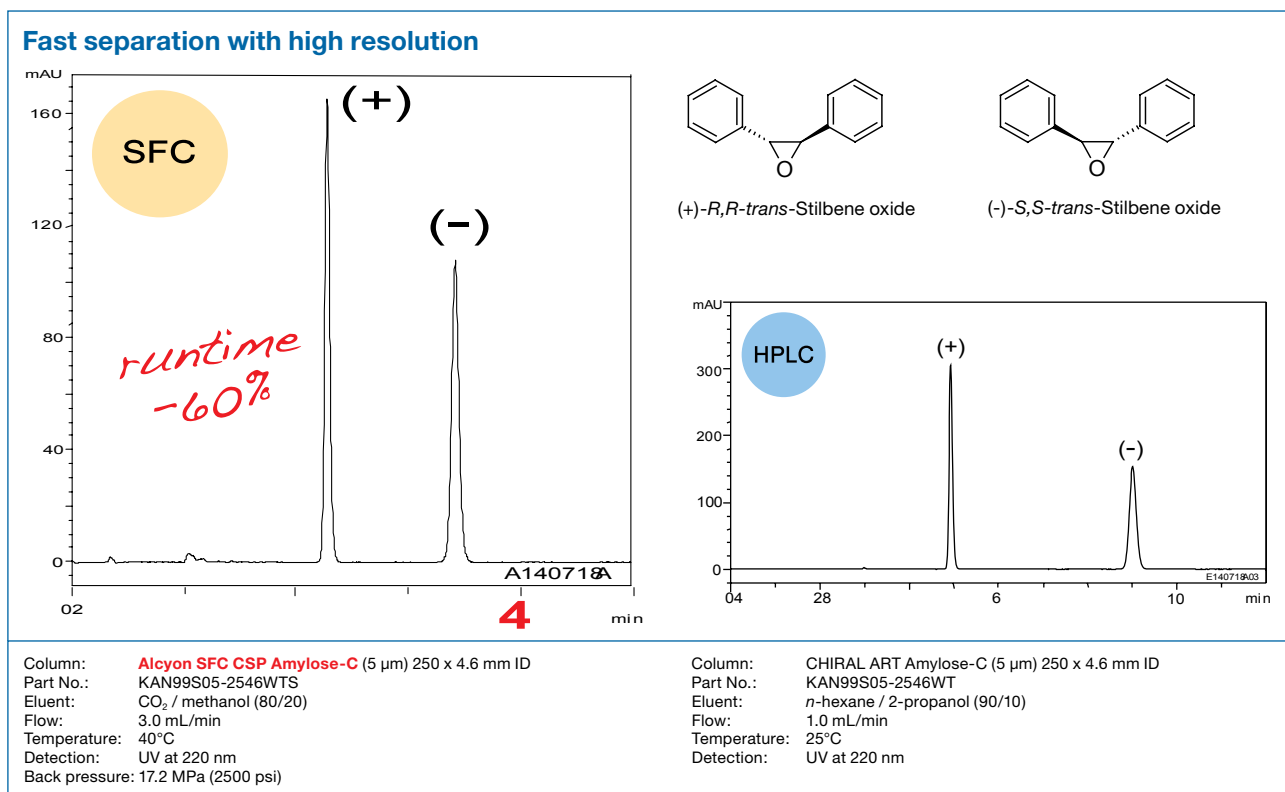 Fast separation with high resolution
mAU
160
120
80
40
0
SFC
(+)
(-)
runtime
-60%
A140718A
02
4
min
O
(+)-R,R-trans-Stilbene oxide
O
(-)-S,S-trans-Stilbene oxide
mAU
300
200
100
0
HPLC
(+)
(-)
E140718A03
04
28
6
10
min
Column: Alcyon SFC CSP Amylose-C (5 µm) 250 x 4.6 mm ID
Part No.: KAN99S05-2546WTS
Eluent: CO₂ / methanol (80/20)
Flow: 3.0 mL/min
Temperature: 40°C
Detection: UV at 220 nm
Back pressure: 17.2 MPa (2500 psi)
Column: CHIRAL ART Amylose-C (5 µm) 250 x 4.6 mm ID
Part No.: KAN99S05-2546WT
Eluent: n-hexane / 2-propanol (90/10)
Flow: 1.0 mL/min
Temperature: 25°C
Detection: UV at 220 nm